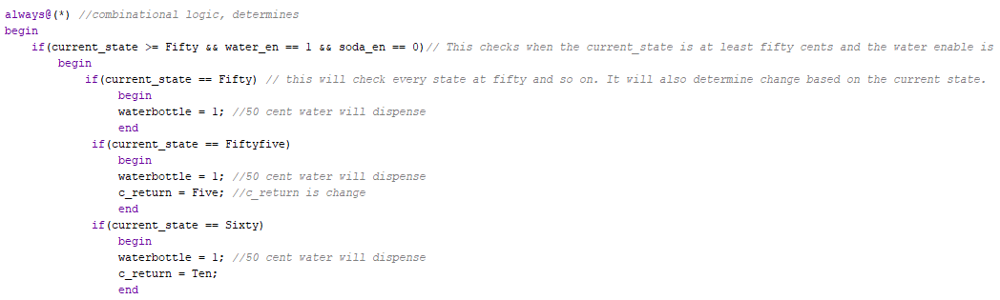 always@(*) //combinational logic, determines
begin
if(current_state >= Fifty && water_en == 1 && soda_en == 0)// This checks when the current_state is at least fifty cents and the water enable is
begin
if(current_state == Fifty) // this will check every state at fifty and so on. It will also determine change based on the current state.
begin
waterbottle = 1; //50 cent water will dispense
end
if(current_state == Fiftyfive)
begin
waterbottle = 1; //50 cent water will dispense
c_return = Five; //c_return is change
end
if(current_state == Sixty)
begin
waterbottle = 1; //50 cent water will dispense
c_return = Ten;
end